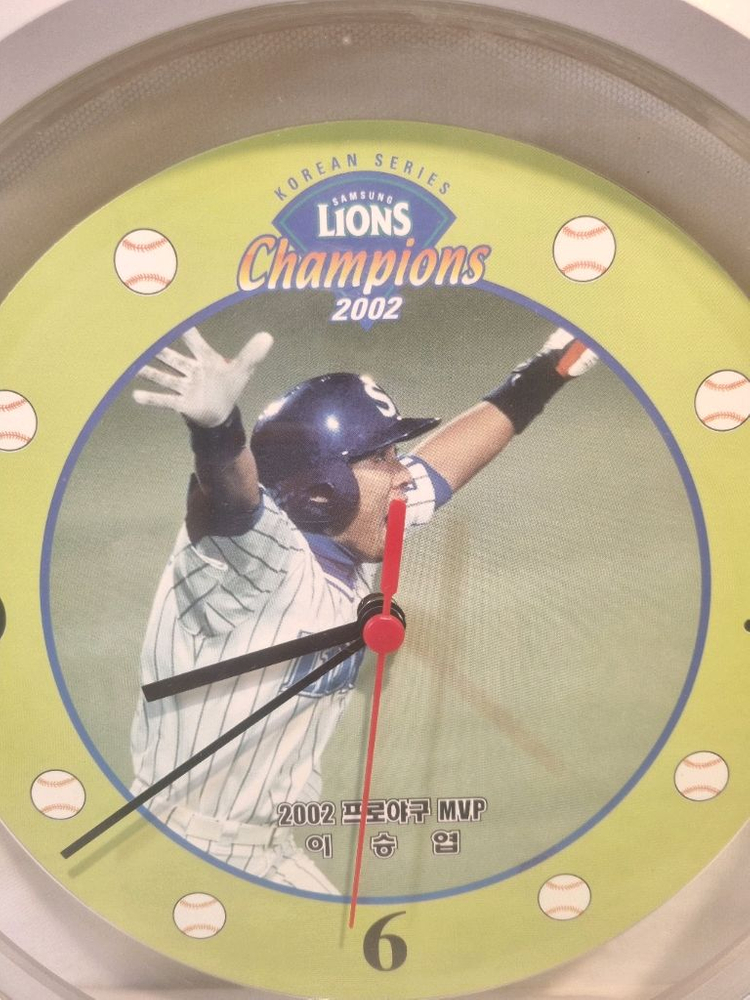 KOREAN SERIES
SAMSUNG
LIONS
Champions
2002
S
2002 프로야구 MVP
이 승 엽
6